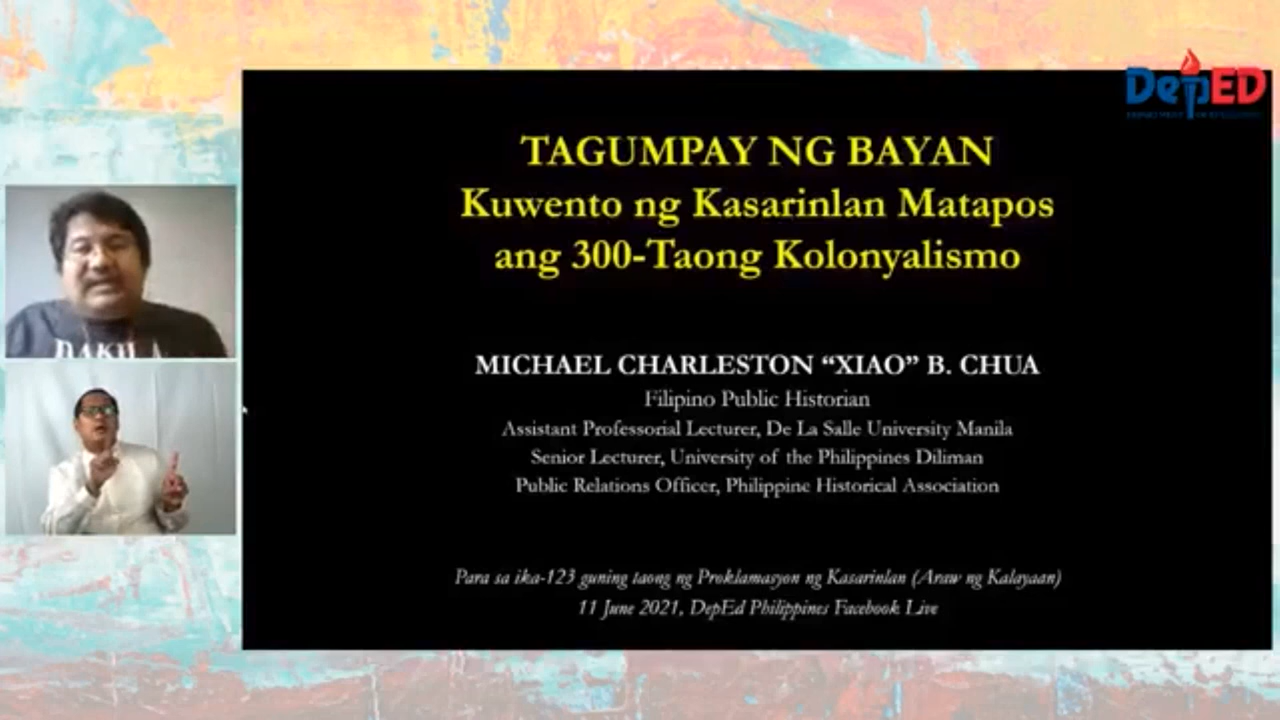 DepED
TAGUMPAY NG BAYAN
Kuwento ng Kasarinlan Matapos
ang 300-Taong Kolonyalismo
MICHAEL CHARLESTON “XIAO” B. CHUA
Filipino Public Historian
Assistant Professorial Lecturer, De La Salle University Manila
Senior Lecturer, University of the Philippines Diliman
Public Relations Officer, Philippine Historical Association
Para sa ika-123 guning taong ng Proklamasyon ng Kasarinlan (Araw ng Kalayaan)
11 June 2021, DepEd Philippines Facebook Live